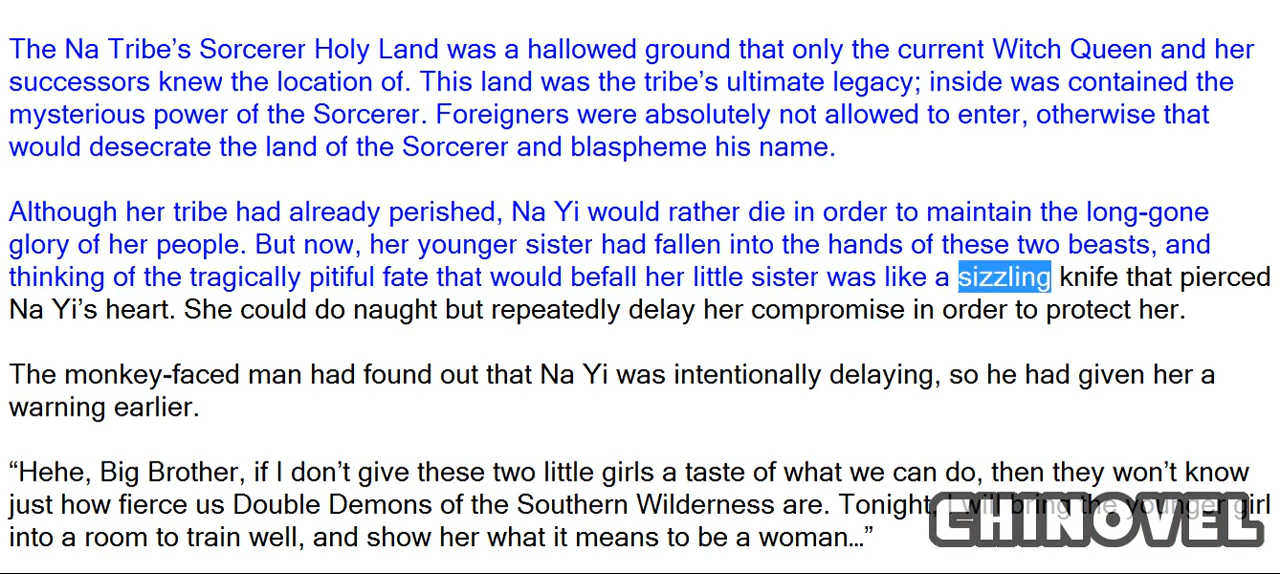 The Na Tribe’s Sorcerer Holy Land was a hallowed ground that only the current Witch Queen and her
successors knew the location of. This land was the tribe’s ultimate legacy; inside was contained the
mysterious power of the Sorcerer. Foreigners were absolutely not allowed to enter, otherwise that
would desecrate the land of the Sorcerer and blaspheme his name.
Although her tribe had already perished, Na Yi would rather die in order to maintain the long-gone
glory of her people. But now, her younger sister had fallen into the hands of these two beasts, and
thinking of the tragically pitiful fate that would befall her little sister was like a sizzling knife that pierced
Na Yi’s heart. She could do naught but repeatedly delay her compromise in order to protect her.
The monkey-faced man had found out that Na Yi was intentionally delaying, so he had given her a
warning earlier.
“Hehe, Big Brother, if I don’t give these two little girls a taste of what we can do, then they won’t know
just how fierce us Double Demons of the Southern Wilderness are. Tonight, I will bring the younger girl
into a room to train well, and show her what it means to be a woman…”
CHINOVEL